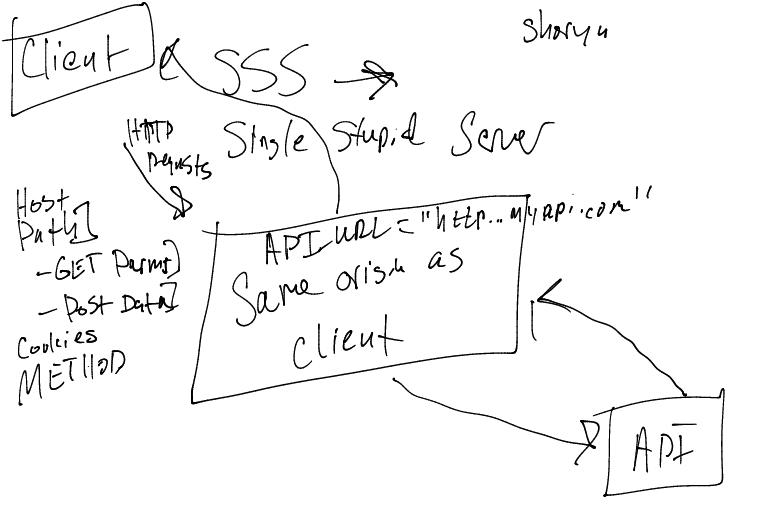 Client
SSS
Single Stupid Server
HTTP
requests
Host
Path]
-GET Params]
-POST Data]
Cookies
METHOD
API URL = "http...myapi.com"
Same origin as
client
API